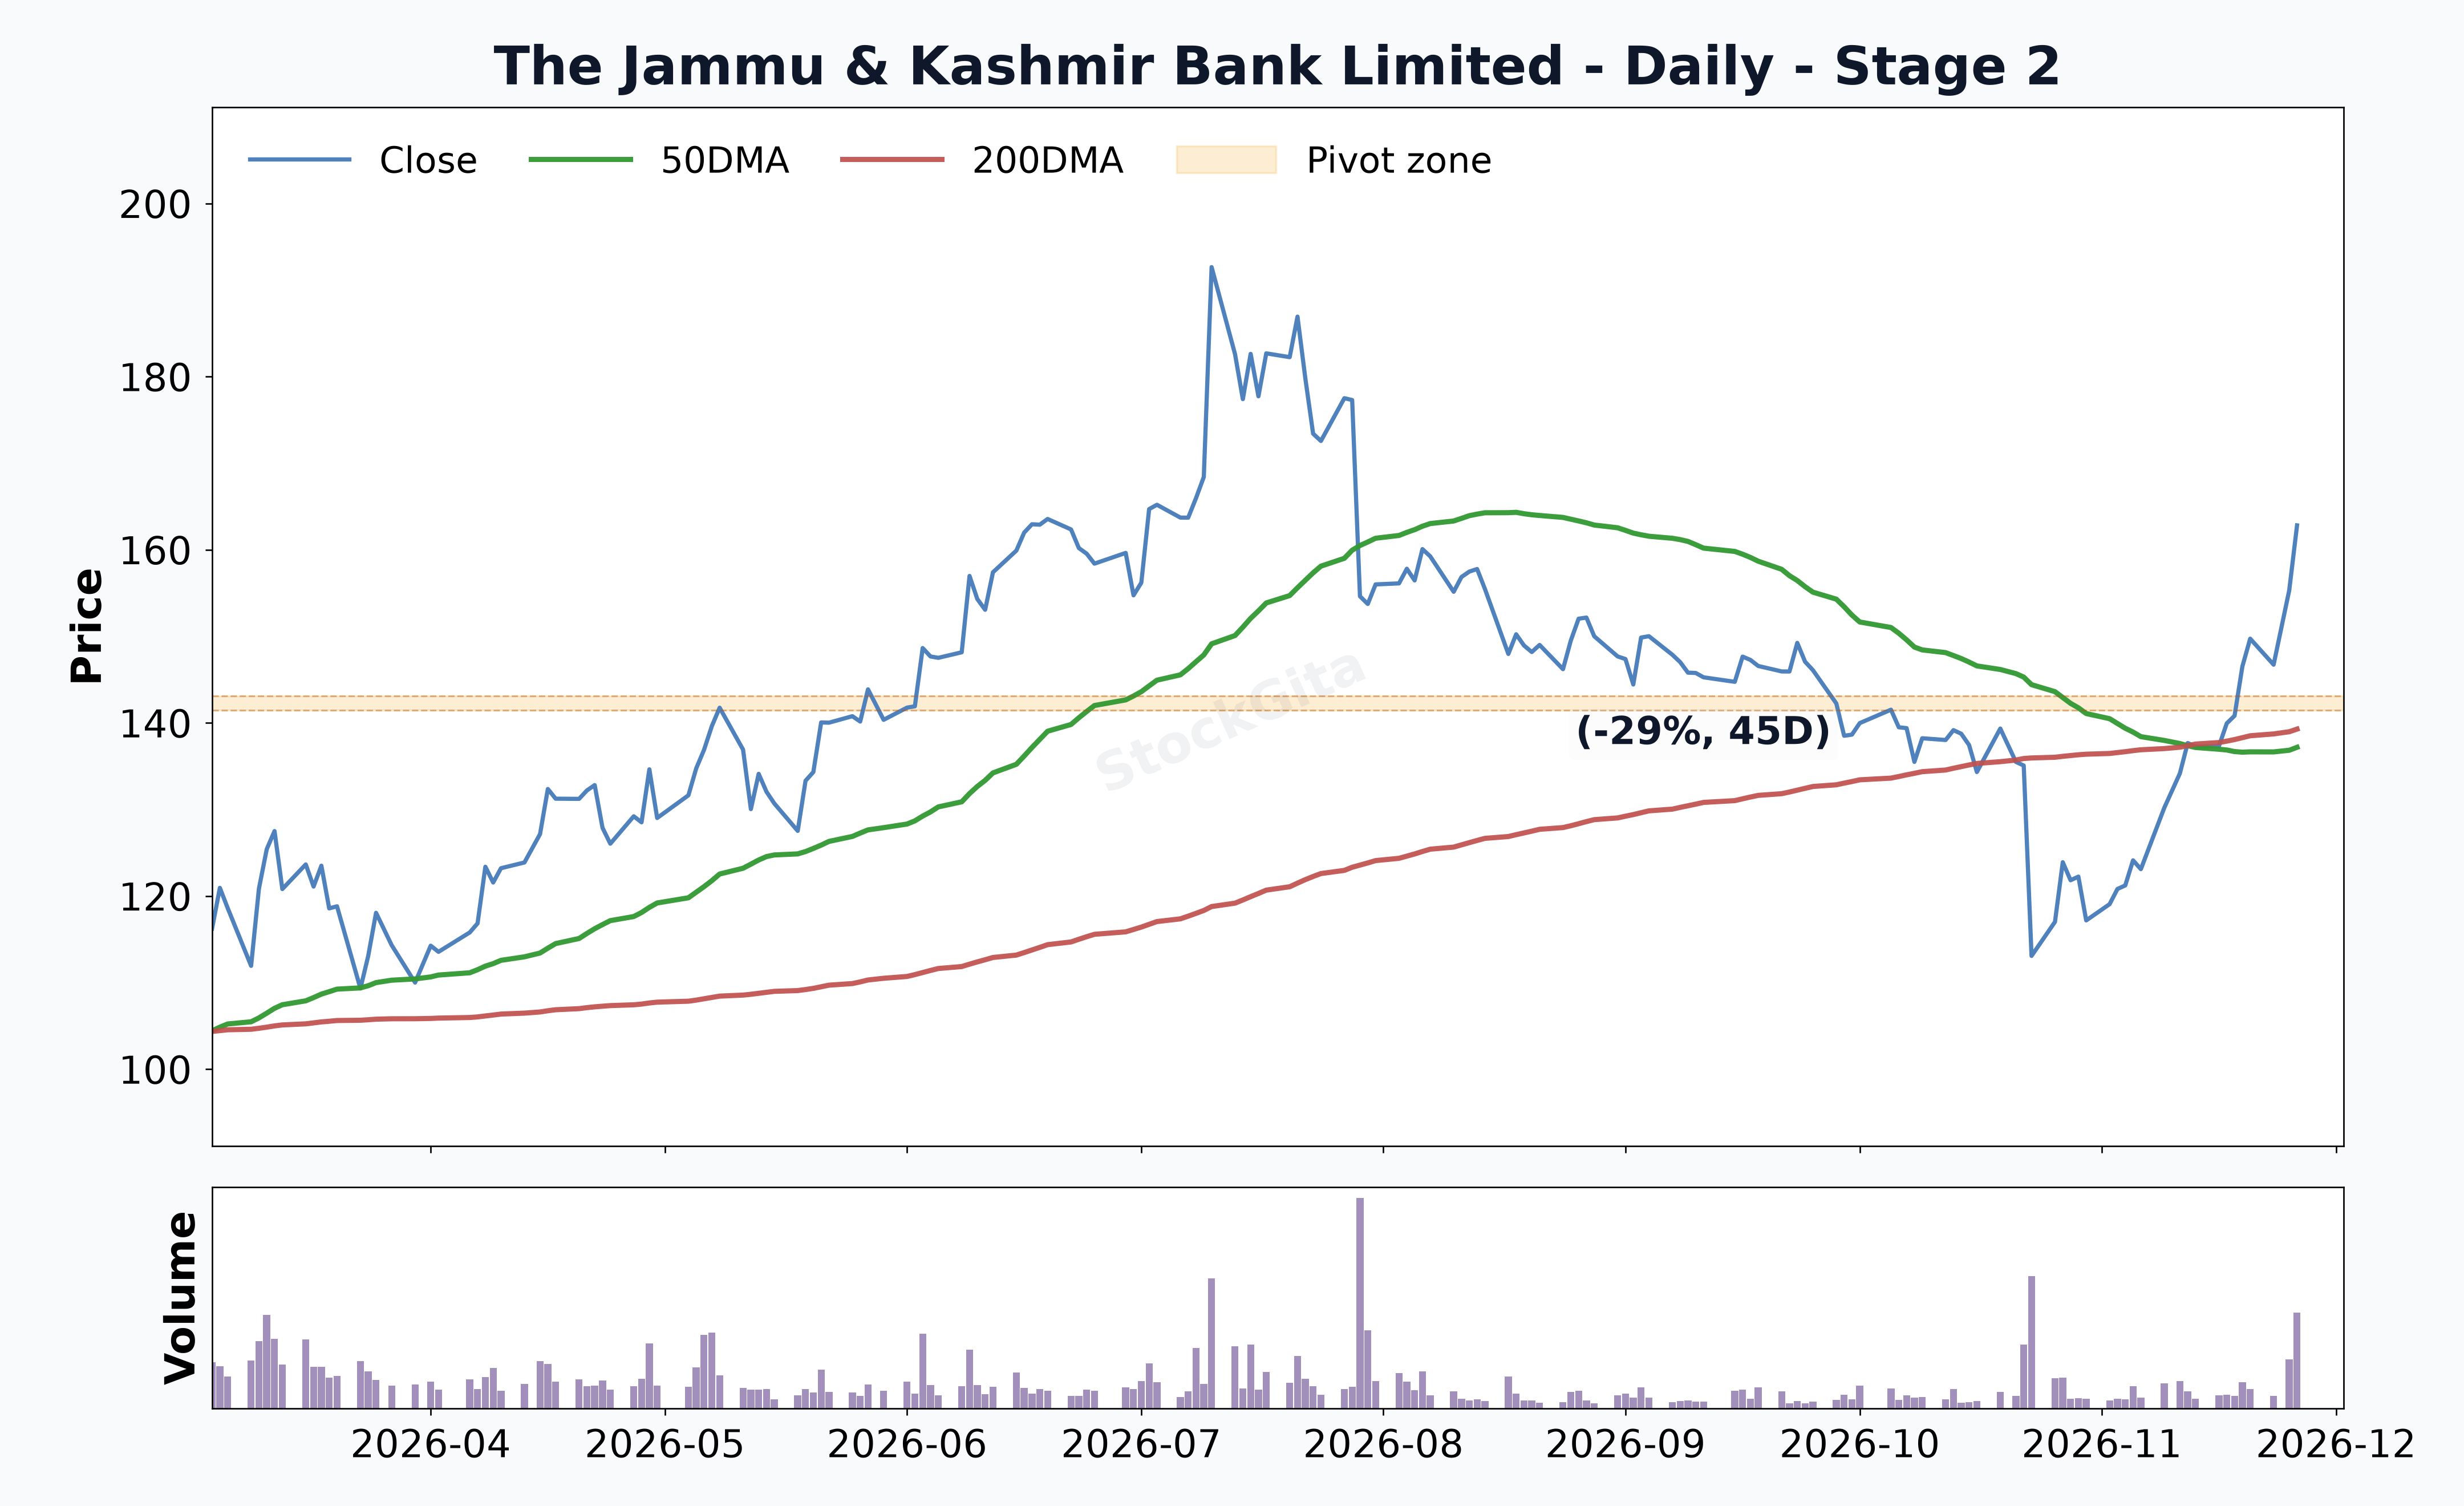 The Jammu & Kashmir Bank Limited - Daily - Stage 2
Close 50DMA 200DMA Pivot zone
200
180
160
140
120
100
Price
StockGita
(-29%, 45D)
Volume
2026-04 2026-05 2026-06 2026-07 2026-08 2026-09 2026-10 2026-11 2026-12